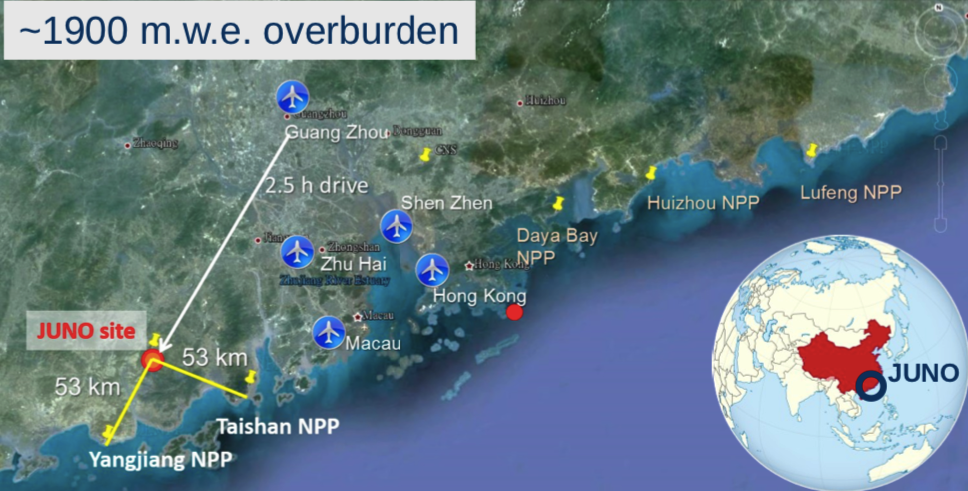 ~1900 m.w.e. overburden
Guangzhou
Guang Zhou
Dongguan
Huizhou
Zhaoqing
CNS
2.5 h drive
Shen Zhen
Huizhou NPP
Lufeng NPP
Daya Bay
NPP
Zhongshan
Zhu Hai
Hong Kong
Hong Kong
Macau
Macau
JUNO site
53 km
53 km
Taishan NPP
Yangjiang NPP
JUNO
N